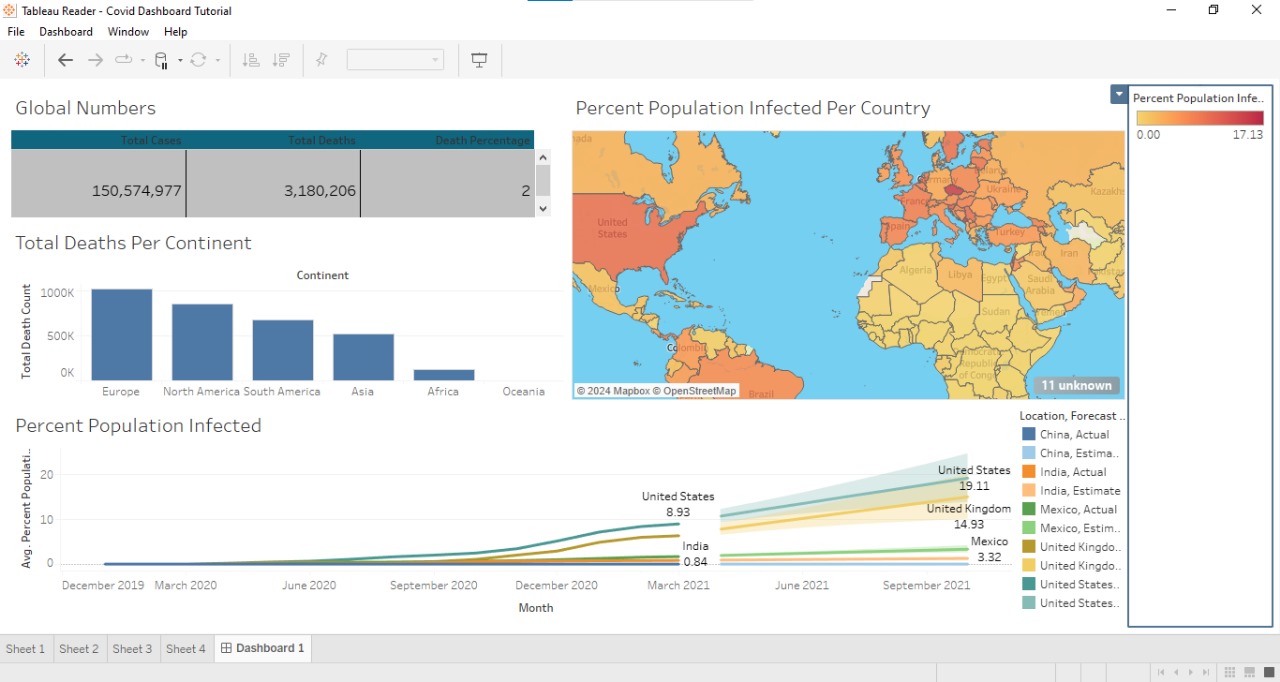 Tableau Reader - Covid Dashboard Tutorial
File Dashboard Window Help
Global Numbers
Total Cases Total Deaths Death Percentage
150,574,977 3,180,206 2
Total Deaths Per Continent
Continent
Total Death Count
1000K
500K
0K
Europe North America South America Asia Africa Oceania
Percent Population Infected Per Country
nada
United
States
Mexico
Colombi
Brazil
Germany
Belaru
Ukraine
France
Spain
Turkey
Kazakhs
Iraq
Iran
Algeria
Libya
Egypt
Saudi
Arabia
Pakistan
Sudan
Yemen
Democratic
Republic
of Congo
© 2024 Mapbox © OpenStreetMap
11 unknown
Percent Population Infe..
0.00 17.13
Percent Population Infected
Avg. Percent Populati..
20
10
0
United States
8.93
India
0.84
United States
19.11
United Kingdom
14.93
Mexico
3.32
December 2019 March 2020 June 2020 September 2020 December 2020 March 2021 June 2021 September 2021
Month
Location, Forecast ..
China, Actual
China, Estima..
India, Actual
India, Estimate
Mexico, Actual
Mexico, Estim..
United Kingdo..
United Kingdo..
United States..
United States..
Sheet 1 Sheet 2 Sheet 3 Sheet 4 Dashboard 1